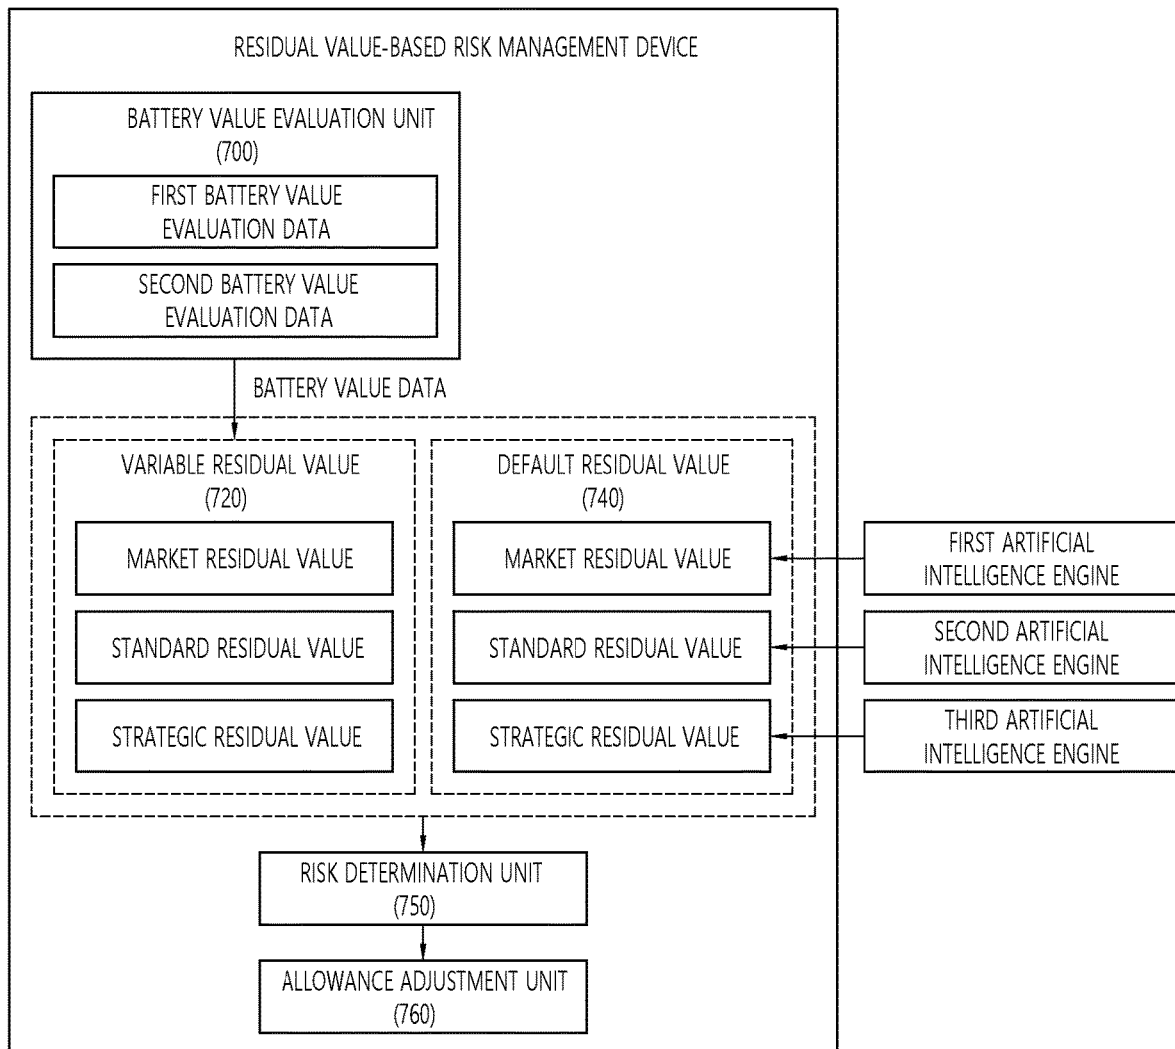 RESIDUAL VALUE-BASED RISK MANAGEMENT DEVICE
BATTERY VALUE EVALUATION UNIT
(700)
FIRST BATTERY VALUE
EVALUATION DATA
SECOND BATTERY VALUE
EVALUATION DATA
BATTERY VALUE DATA
VARIABLE RESIDUAL VALUE
(720)
MARKET RESIDUAL VALUE
STANDARD RESIDUAL VALUE
STRATEGIC RESIDUAL VALUE
DEFAULT RESIDUAL VALUE
(740)
MARKET RESIDUAL VALUE
STANDARD RESIDUAL VALUE
STRATEGIC RESIDUAL VALUE
FIRST ARTIFICIAL
INTELLIGENCE ENGINE
SECOND ARTIFICIAL
INTELLIGENCE ENGINE
THIRD ARTIFICIAL
INTELLIGENCE ENGINE
RISK DETERMINATION UNIT
(750)
ALLOWANCE ADJUSTMENT UNIT
(760)